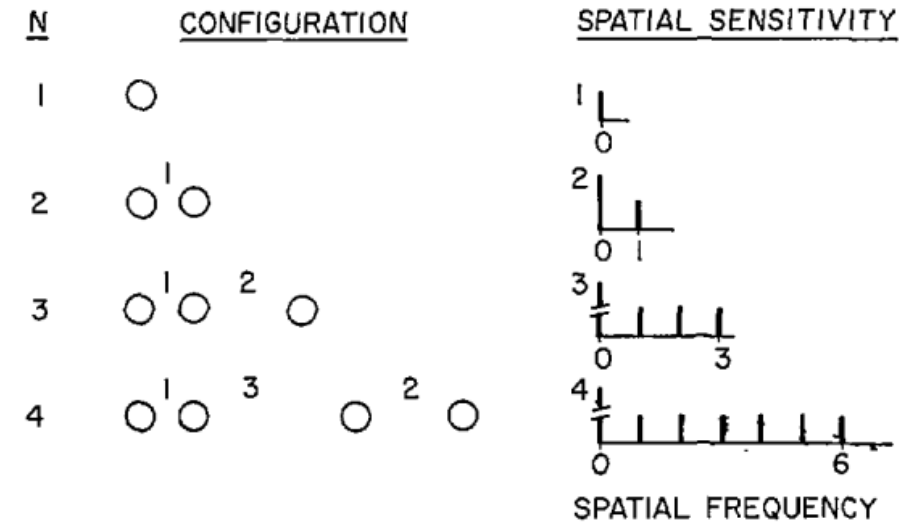 N CONFIGURATION SPATIAL SENSITIVITY
1 1
0
1 2
2
0 1
1 2 3
3
0 3
1 3 2 4
4
0 6
SPATIAL FREQUENCY